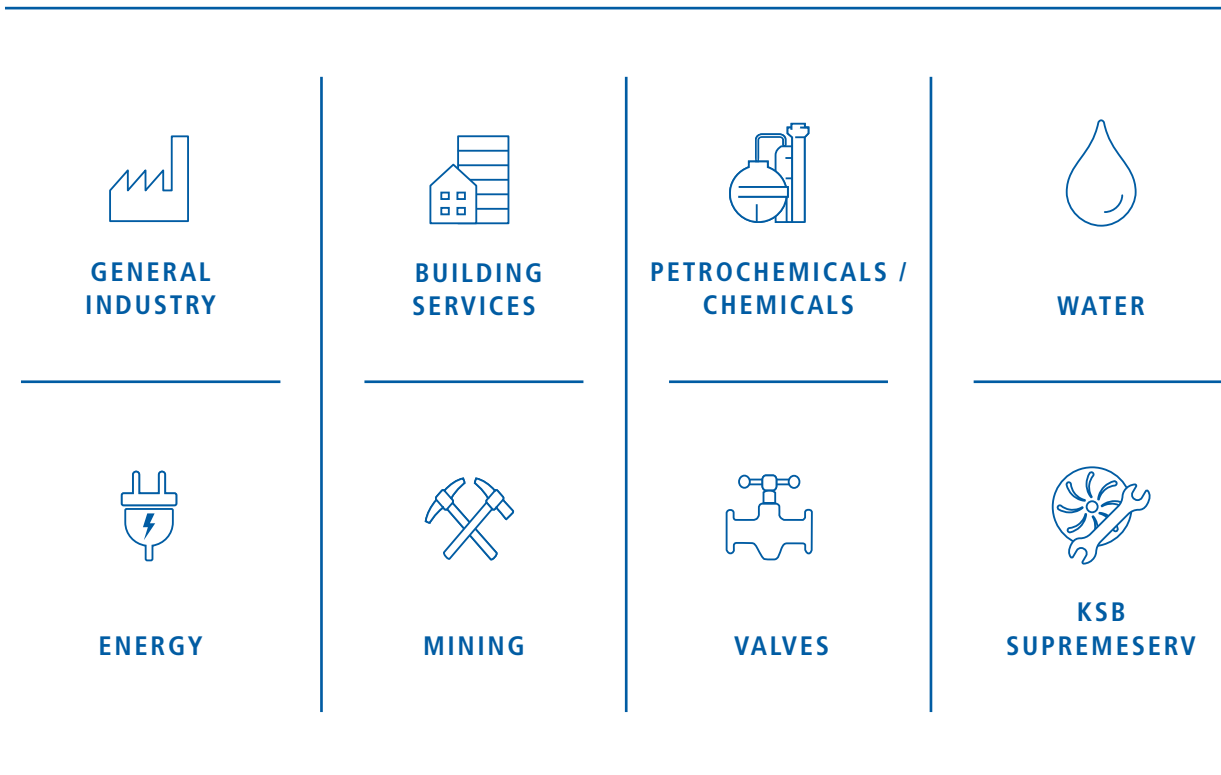 GENERAL
INDUSTRY
BUILDING
SERVICES
PETROCHEMICALS /
CHEMICALS
WATER
ENERGY
MINING
VALVES
KSB
SUPREMESERV